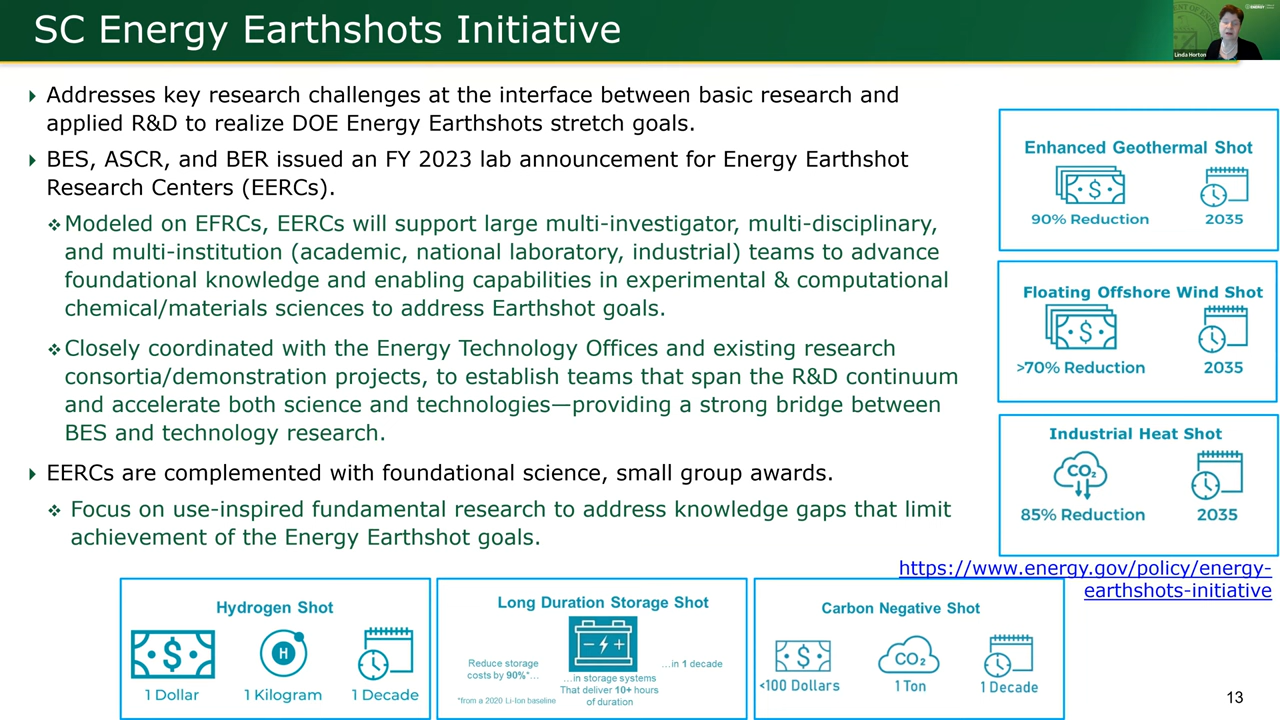 SC Energy Earthshots Initiative
Linda Horton
Addresses key research challenges at the interface between basic research and
applied R&D to realize DOE Energy Earthshots stretch goals.
BES, ASCR, and BER issued an FY 2023 lab announcement for Energy Earthshot
Research Centers (EERCs).
Modeled on EFRCs, EERCs will support large multi-investigator, multi-disciplinary,
and multi-institution (academic, national laboratory, industrial) teams to advance
foundational knowledge and enabling capabilities in experimental & computational
chemical/materials sciences to address Earthshot goals.
Closely coordinated with the Energy Technology Offices and existing research
consortia/demonstration projects, to establish teams that span the R&D continuum
and accelerate both science and technologies—providing a strong bridge between
BES and technology research.
EERCs are complemented with foundational science, small group awards.
Focus on use-inspired fundamental research to address knowledge gaps that limit
achievement of the Energy Earthshot goals.
Enhanced Geothermal Shot
90% Reduction 2035
Floating Offshore Wind Shot
>70% Reduction 2035
Industrial Heat Shot
CO₂
85% Reduction 2035
https://www.energy.gov/policy/energy-
earthshots-initiative
Hydrogen Shot
H
1 Dollar 1 Kilogram 1 Decade
Long Duration Storage Shot
Reduce storage
costs by 90%*...
...in storage systems
That deliver 10+ hours
of duration
...in 1 decade
*from a 2020 Li-Ion baseline
Carbon Negative Shot
CO₂
<100 Dollars 1 Ton 1 Decade
13